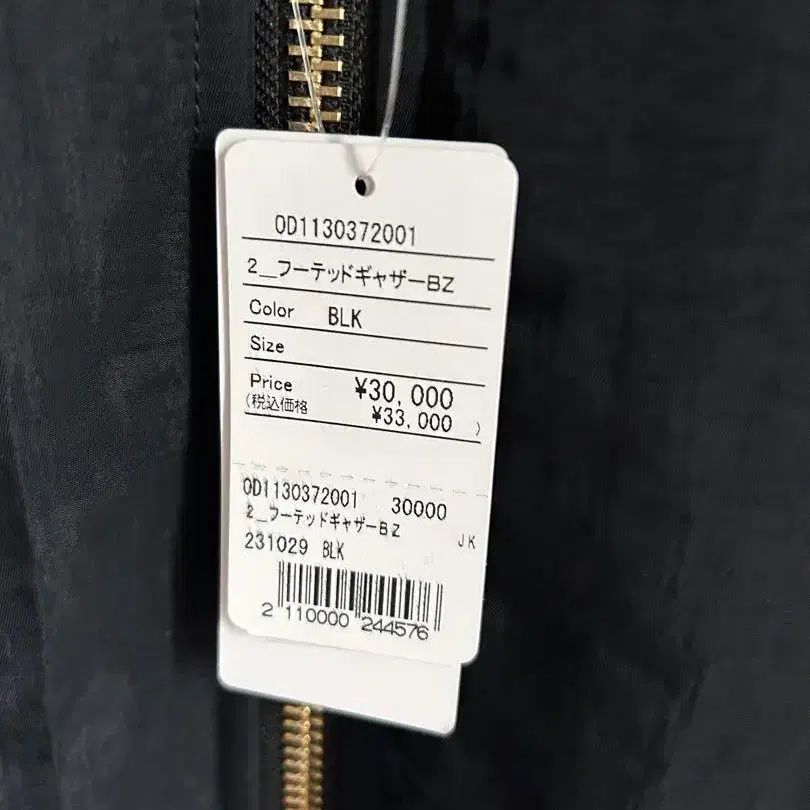 OD1130372001
2＿フーテッドギャザーBZ
Color BLK
Size
Price ¥30,000
(税込価格 ¥33,000 )
OD1130372001 30000
2＿フーテッドギャザーBZ
JK
231029 BLK
2 110000 244576